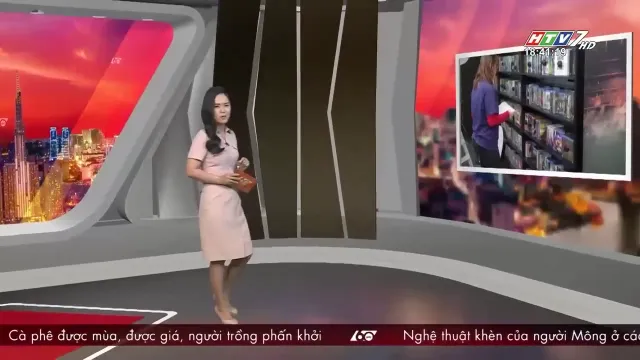 HTV7 HD
18:41:19
Cà phê được mùa, được giá, người trồng phấn khởi
60
Nghệ thuật khèn của người Mông ở cá